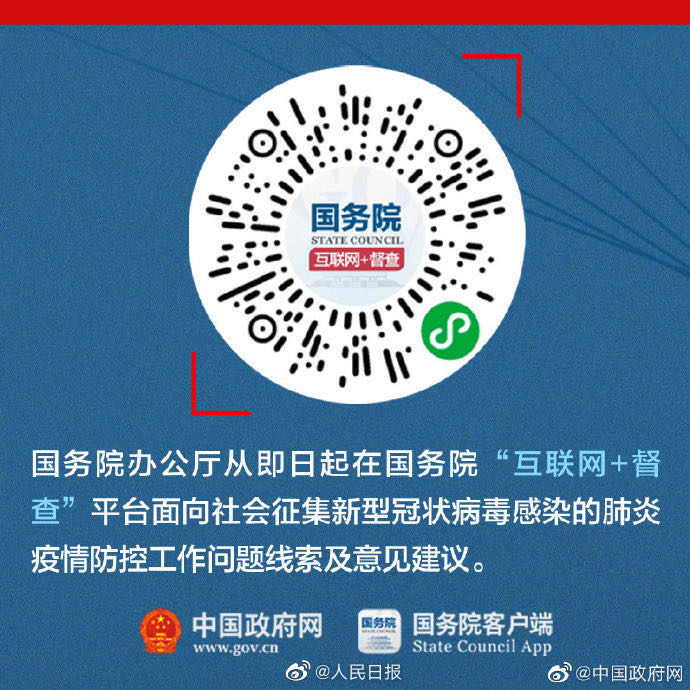 国务院
STATE COUNCIL
互联网+督查
国务院办公厅从即日起在国务院“互联网+督
查”平台面向社会征集新型冠状病毒感染的肺炎
疫情防控工作问题线索及意见建议。
中国政府网
www.gov.cn
国务院
国务院客户端
State Council App
@人民日报
@中国政府网